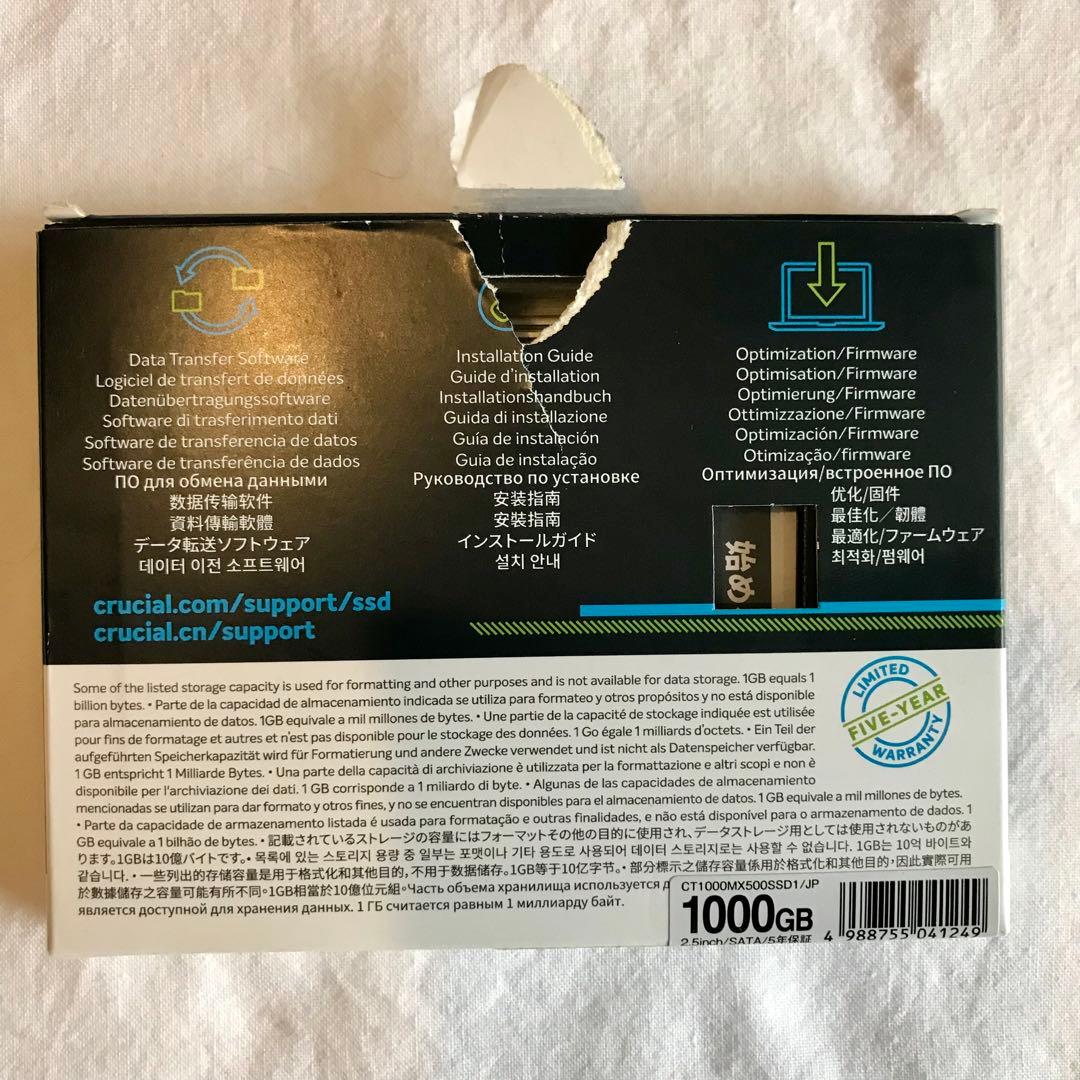 Data Transfer Software
Logiciel de transfert de données
Datenübertragungssoftware
Software di trasferimento dati
Software de transferencia de datos
Software de transferência de dados
ПО для обмена данными
数据传输软件
資料傳輸軟體
データ転送ソフトウェア
데이터 이전 소프트웨어
Installation Guide
Guide d'installation
Installationshandbuch
Guida di installazione
Guía de instalación
Guia de instalação
Руководство по установке
安装指南
安裝指南
インストールガイド
설치 안내
Optimization/Firmware
Optimisation/Firmware
Optimierung/Firmware
Ottimizzazione/Firmware
Optimización/Firmware
Otimização/firmware
Оптимизация/встроенное ПО
优化/固件
最佳化／韌體
最適化/ファームウェア
최적화/펌웨어
始め
crucial.com/support/ssd
crucial.cn/support
LIMITED
FIVE-YEAR
WARRANTY
Some of the listed storage capacity is used for formatting and other purposes and is not available for data storage. 1GB equals 1
billion bytes. • Parte de la capacidad de almacenamiento indicada se utiliza para formateo y otros propósitos y no está disponible
para almacenamiento de datos. 1GB equivale a mil millones de bytes. • Une partie de la capacité de stockage indiquée est utilisée
pour fins de formatage et autres et n'est pas disponible pour le stockage des données. 1 Go égale 1 milliards d'octets. • Ein Teil der
aufgeführten Speicherkapazität wird für Formatierung und andere Zwecke verwendet und ist nicht als Datenspeicher verfügbar.
1 GB entspricht 1 Milliarde Bytes. • Una parte della capacità di archiviazione è utilizzata per la formattazione e altri scopi e non è
disponibile per l'archiviazione dei dati. 1 GB corrisponde a 1 miliardo di byte. • Algunas de las capacidades de almacenamiento
mencionadas se utilizan para dar formato y otros fines, y no se encuentran disponibles para el almacenamiento de datos. 1 GB equivale a mil millones de bytes.
• Parte da capacidade de armazenamento listada é usada para formatação e outras finalidades, e não está disponível para o armazenamento de dados. 1
GB equivale a 1 bilhão de bytes. • 記載されているストレージの容量にはフォーマットその他の目的に使用され、データストレージ用としては使用されないものがあ
ります。1GBは10億バイトです。• 목록에 있는 스토리지 용량 중 일부는 포맷이나 기타 용도로 사용되어 데이터 스토리지로는 사용할 수 없습니다. 1GB는 10억 바이트와
같습니다. • 一些列出的存储容量是用于格式化和其他目的, 不用于数据储存。1GB等于10亿字节。• 部分標示之儲存容量係用於格式化和其他目的，因此實際可用
於數據儲存之容量可能有所不同。1GB相當於10億位元組。•Часть объема хранилища используется д
является доступной для хранения данных. 1 ГБ считается равным 1 миллиарду байт.
CT1000MX500SSD1/JP
1000GB
2.5inch/SATA/5年保証
4 988755 041249